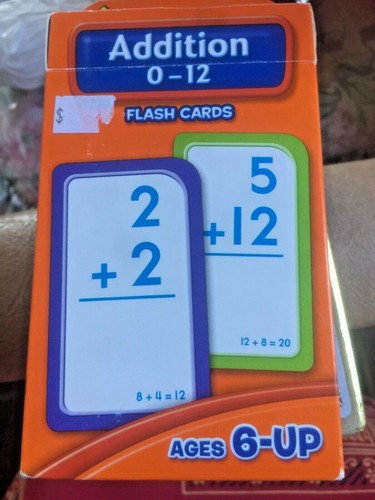 Addition
0–12
FLASH CARDS
$
2
+ 2
8 + 4 = 12
5
+12
12 + 8 = 20
AGES 6-UP